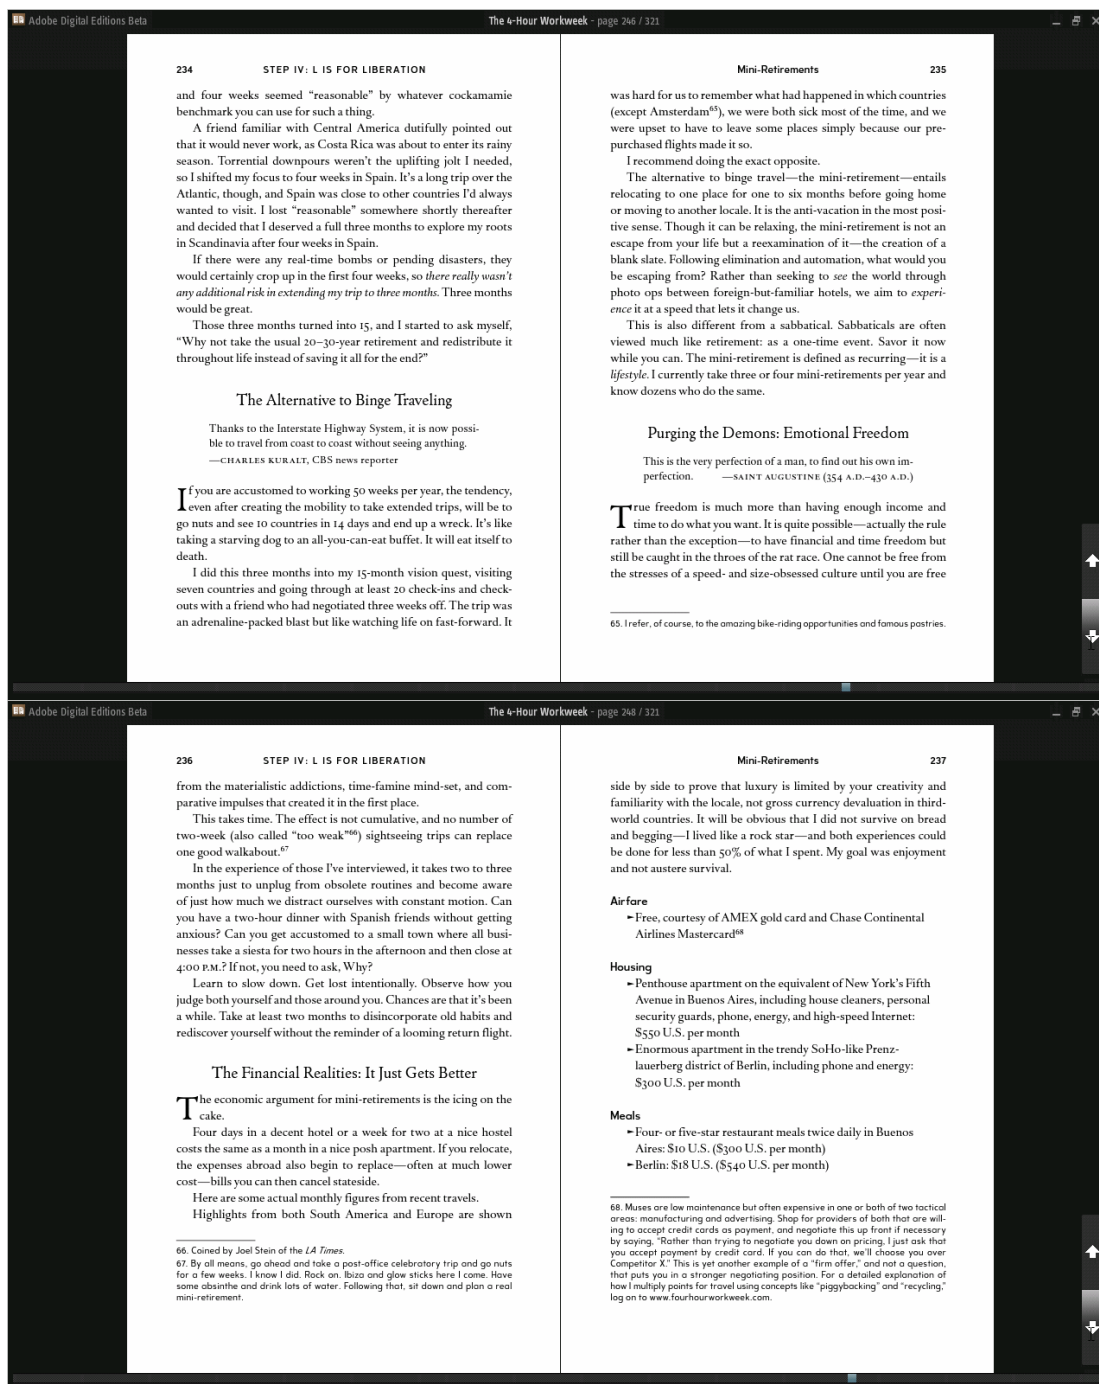 Adobe Digital Editions Beta
The 4-Hour Workweek - page 246 / 321
234
STEP IV: L IS FOR LIBERATION
and four weeks seemed “reasonable” by whatever cockamamie
benchmark you can use for such a thing.
A friend familiar with Central America dutifully pointed out
that it would never work, as Costa Rica was about to enter its rainy
season. Torrential downpours weren’t the uplifting jolt I needed,
so I shifted my focus to four weeks in Spain. It’s a long trip over the
Atlantic, though, and Spain was close to other countries I’d always
wanted to visit. I lost “reasonable” somewhere shortly thereafter
and decided that I deserved a full three months to explore my roots
in Scandinavia after four weeks in Spain.
If there were any real-time bombs or pending disasters, they
would certainly crop up in the first four weeks, so there really wasn’t
any additional risk in extending my trip to three months. Three months
would be great.
Those three months turned into 15, and I started to ask myself,
“Why not take the usual 20–30-year retirement and redistribute it
throughout life instead of saving it all for the end?”
The Alternative to Binge Traveling
Thanks to the Interstate Highway System, it is now possi-
ble to travel from coast to coast without seeing anything.
—CHARLES KURALT, CBS news reporter
If you are accustomed to working 50 weeks per year, the tendency,
even after creating the mobility to take extended trips, will be to
go nuts and see 10 countries in 14 days and end up a wreck. It’s like
taking a starving dog to an all-you-can-eat buffet. It will eat itself to
death.
I did this three months into my 15-month vision quest, visiting
seven countries and going through at least 20 check-ins and check-
outs with a friend who had negotiated three weeks off. The trip was
an adrenaline-packed blast but like watching life on fast-forward. It
Mini-Retirements
235
was hard for us to remember what had happened in which countries
(except Amsterdam⁶⁵), we were both sick most of the time, and we
were upset to have to leave some places simply because our pre-
purchased flights made it so.
I recommend doing the exact opposite.
The alternative to binge travel—the mini-retirement—entails
relocating to one place for one to six months before going home
or moving to another locale. It is the anti-vacation in the most posi-
tive sense. Though it can be relaxing, the mini-retirement is not an
escape from your life but a reexamination of it—the creation of a
blank slate. Following elimination and automation, what would you
be escaping from? Rather than seeking to see the world through
photo ops between foreign-but-familiar hotels, we aim to experi-
ence it at a speed that lets it change us.
This is also different from a sabbatical. Sabbaticals are often
viewed much like retirement: as a one-time event. Savor it now
while you can. The mini-retirement is defined as recurring—it is a
lifestyle. I currently take three or four mini-retirements per year and
know dozens who do the same.
Purging the Demons: Emotional Freedom
This is the very perfection of a man, to find out his own im-
perfection. —SAINT AUGUSTINE (354 A.D.–430 A.D.)
True freedom is much more than having enough income and
time to do what you want. It is quite possible—actually the rule
rather than the exception—to have financial and time freedom but
still be caught in the throes of the rat race. One cannot be free from
the stresses of a speed- and size-obsessed culture until you are free
65. I refer, of course, to the amazing bike-riding opportunities and famous pastries.
Adobe Digital Editions Beta
The 4-Hour Workweek - page 248 / 321
236
STEP IV: L IS FOR LIBERATION
from the materialistic addictions, time-famine mind-set, and com-
parative impulses that created it in the first place.
This takes time. The effect is not cumulative, and no number of
two-week (also called “too weak”⁶⁶) sightseeing trips can replace
one good walkabout.⁶⁷
In the experience of those I’ve interviewed, it takes two to three
months just to unplug from obsolete routines and become aware
of just how much we distract ourselves with constant motion. Can
you have a two-hour dinner with Spanish friends without getting
anxious? Can you get accustomed to a small town where all busi-
nesses take a siesta for two hours in the afternoon and then close at
4:00 P.M.? If not, you need to ask, Why?
Learn to slow down. Get lost intentionally. Observe how you
judge both yourself and those around you. Chances are that it’s been
a while. Take at least two months to disincorporate old habits and
rediscover yourself without the reminder of a looming return flight.
The Financial Realities: It Just Gets Better
The economic argument for mini-retirements is the icing on the
cake.
Four days in a decent hotel or a week for two at a nice hostel
costs the same as a month in a nice posh apartment. If you relocate,
the expenses abroad also begin to replace—often at much lower
cost—bills you can then cancel stateside.
Here are some actual monthly figures from recent travels.
Highlights from both South America and Europe are shown
66. Coined by Joel Stein of the LA Times.
67. By all means, go ahead and take a post-office celebratory trip and go nuts
for a few weeks. I know I did. Rock on. Ibiza and glow sticks here I come. Have
some absinthe and drink lots of water. Following that, sit down and plan a real
mini-retirement.
Mini-Retirements
237
side by side to prove that luxury is limited by your creativity and
familiarity with the locale, not gross currency devaluation in third-
world countries. It will be obvious that I did not survive on bread
and begging—I lived like a rock star—and both experiences could
be done for less than 50% of what I spent. My goal was enjoyment
and not austere survival.
Airfare
►Free, courtesy of AMEX gold card and Chase Continental
Airlines Mastercard⁶⁸
Housing
►Penthouse apartment on the equivalent of New York’s Fifth
Avenue in Buenos Aires, including house cleaners, personal
security guards, phone, energy, and high-speed Internet:
$550 U.S. per month
►Enormous apartment in the trendy SoHo-like Prenz-
lauerberg district of Berlin, including phone and energy:
$300 U.S. per month
Meals
►Four- or five-star restaurant meals twice daily in Buenos
Aires: $10 U.S. ($300 U.S. per month)
►Berlin: $18 U.S. ($540 U.S. per month)
68. Muses are low maintenance but often expensive in one or both of two tactical
areas: manufacturing and advertising. Shop for providers of both that are will-
ing to accept credit cards as payment, and negotiate this up front if necessary
by saying, “Rather than trying to negotiate you down on pricing, I just ask that
you accept payment by credit card. If you can do that, we’ll choose you over
Competitor X.” This is yet another example of a “firm offer,” and not a question,
that puts you in a stronger negotiating position. For a detailed explanation of
how I multiply points for travel using concepts like “piggybacking” and “recycling,”
log on to www.fourhourworkweek.com.